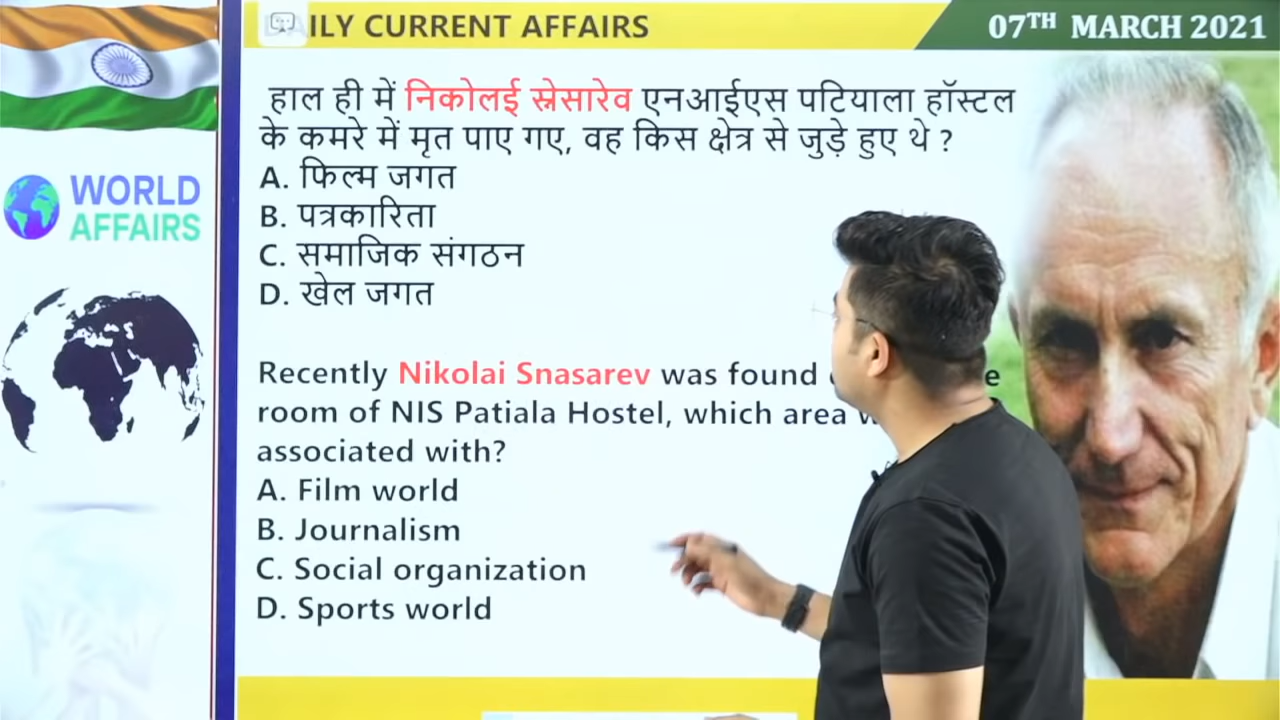 ILY CURRENT AFFAIRS
07TH MARCH 2021
हाल ही में निकोलई स्नेसारेव एनआईएस पटियाला हॉस्टल
के कमरे में मृत पाए गए, वह किस क्षेत्र से जुड़े हुए थे ?
A. फिल्म जगत
B. पत्रकारिता
C. समाजिक संगठन
D. खेल जगत
WORLD
AFFAIRS
Recently Nikolai Snasarev was found
room of NIS Patiala Hostel, which area
associated with?
A. Film world
B. Journalism
C. Social organization
D. Sports world